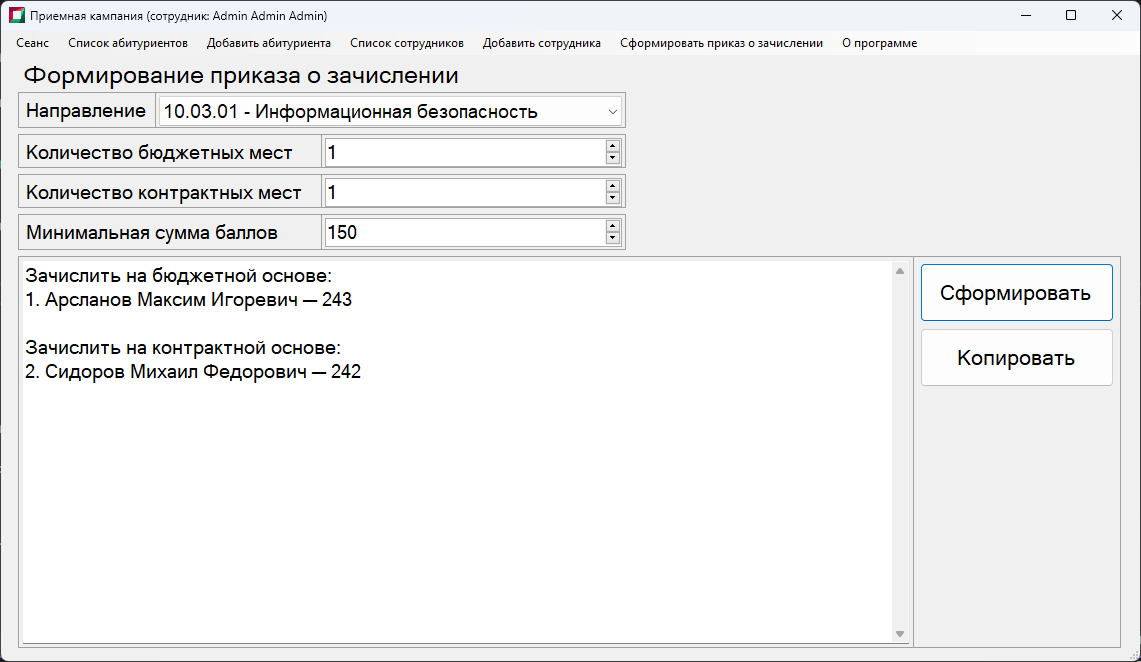 Приемная кампания (сотрудник: Admin Admin Admin)
Сеанс Список абитуриентов Добавить абитуриента Список сотрудников Добавить сотрудника Сформировать приказ о зачислении О программе
Формирование приказа о зачислении
Направление 10.03.01 - Информационная безопасность
Количество бюджетных мест 1
Количество контрактных мест 1
Минимальная сумма баллов 150
Зачислить на бюджетной основе:
1. Арсланов Максим Игоревич — 243
Зачислить на контрактной основе:
2. Сидоров Михаил Федорович — 242
Сформировать
Копировать